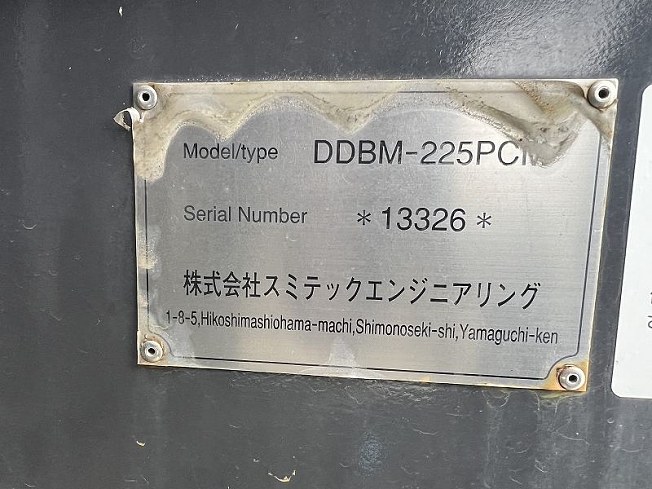 Model/type DDBM-225PCM
Serial Number *13326*
株式会社スミテックエンジニアリング
1-8-5,Hikoshimashiohama-machi,Shimonoseki-shi,Yamaguchi-ken